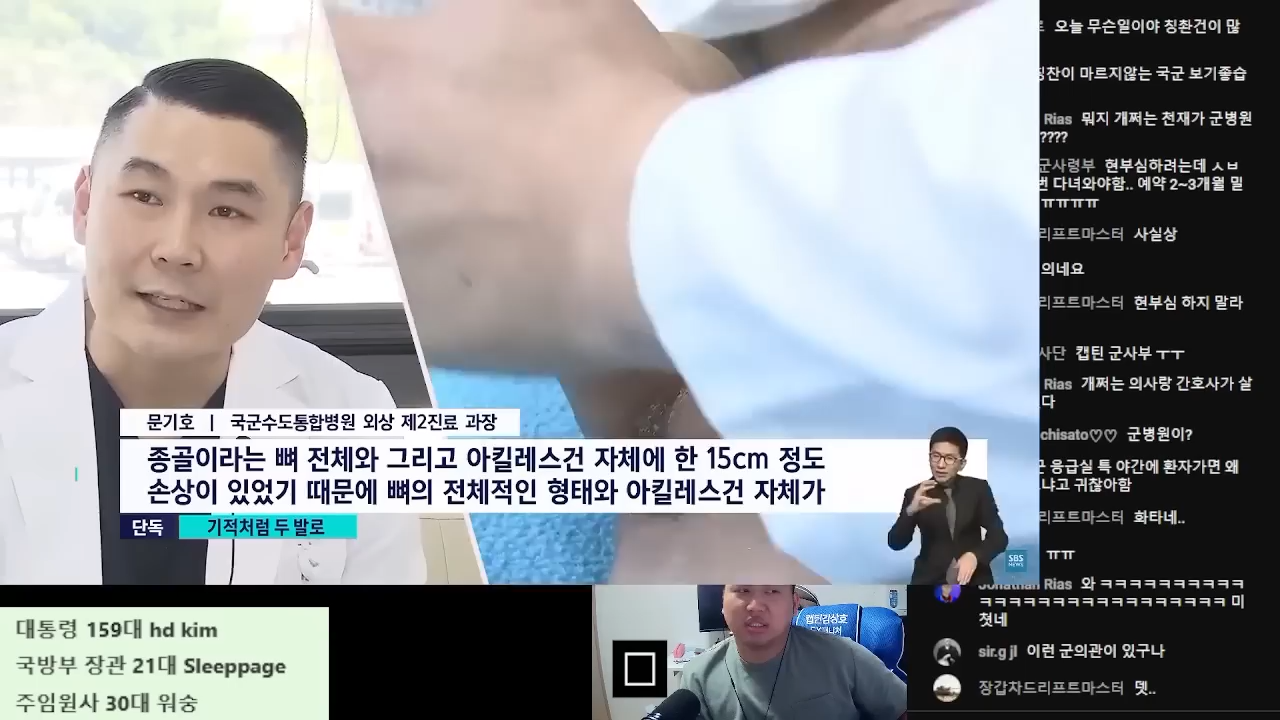 문기호 | 국군수도통합병원 외상 제2진료 과장
종골이라는 뼈 전체와 그리고 아킬레스건 자체에 한 15cm 정도
손상이 있었기 때문에 뼈의 전체적인 형태와 아킬레스건 자체가
단독 기적처럼 두 발로
SBS
NEWS
대통령 159대 hd kim
국방부 장관 21대 Sleeppage
주임원사 30대 워숭
캡틴김상호
오늘 무슨일이야 칭환건이 많
칭찬이 마르지않는 국군 보기좋습
Rias 뭐지 개쩌는 천재가 군병원
????
군사령부 현부심하려는데 ㅅㅂ
번 다녀와야함.. 예약 2~3개월 밀
ㅠㅠㅠㅠ
리프트마스터 사실상
의네요
리프트마스터 현부심 하지 말라
사단 캡틴 군사부 ㅜㅜ
Rias 개쩌는 의사랑 간호사가 살
다
chisato♡♡ 군병원이?
응급실 특 야간에 환자가면 왜
냐고 귀찮아함
리프트마스터 화타네..
ㅠㅠ
Jonathan Rias 와 ㅋㅋㅋㅋㅋㅋㅋㅋㅋㅋ
ㅋㅋㅋㅋㅋㅋㅋㅋㅋㅋㅋㅋㅋㅋㅋㅋㅋ 미
쳣네
sir.g jl 이런 군의관이 있구나
장갑차드리프트마스터 뎃..